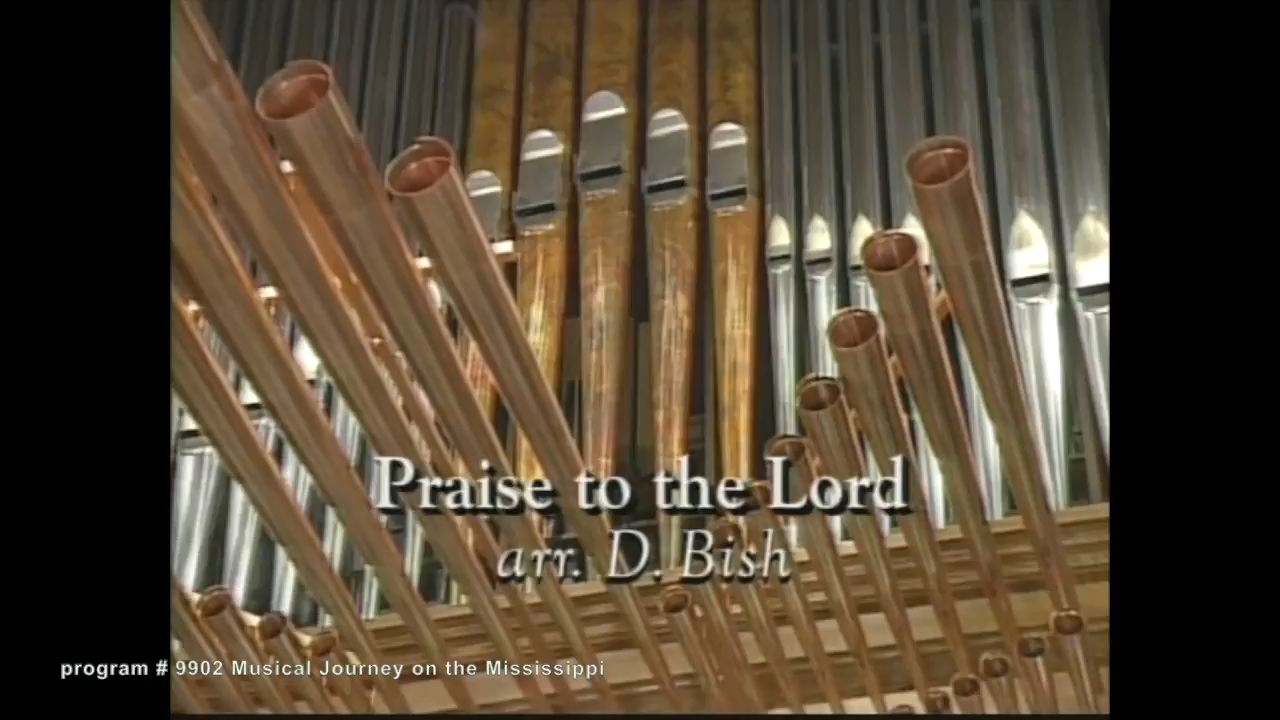 Praise to the Lord
arr. D. Bish
program # 9902 Musical Journey on the Mississippi